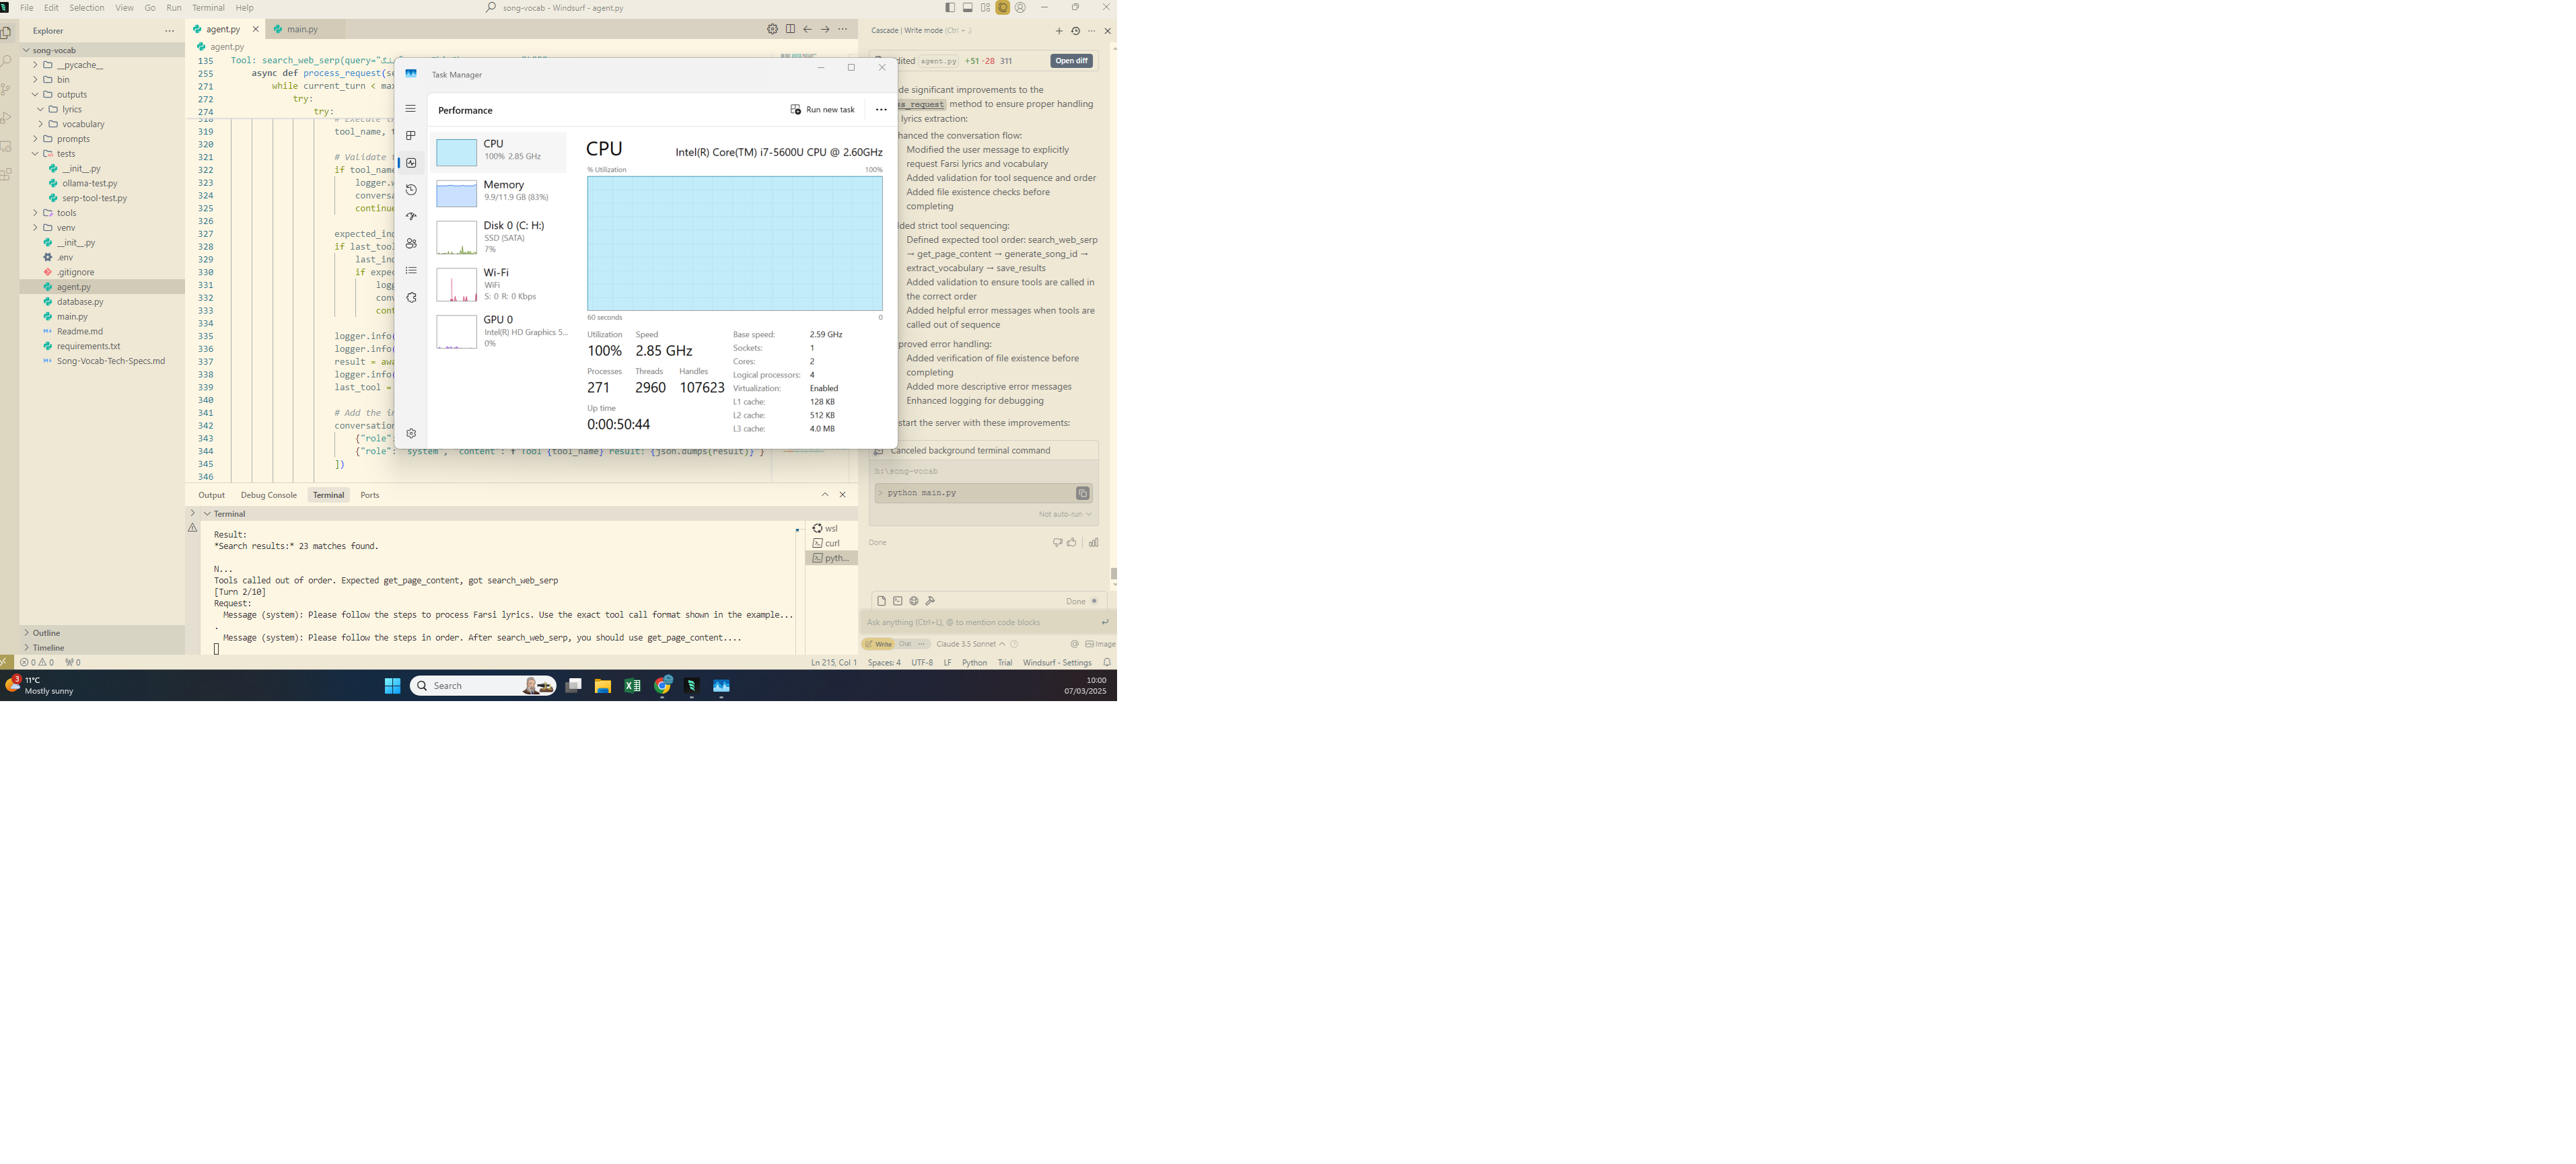 File Edit Selection View Go Run Terminal Help
song-vocab - Windsurf - agent.py
Explorer
song-vocab
__pycache__
bin
outputs
lyrics
vocabulary
prompts
tests
__init__.py
ollama-test.py
serp-tool-test.py
tools
venv
__init__.py
.env
.gitignore
agent.py
database.py
main.py
Readme.md
requirements.txt
Song-Vocab-Tech-Specs.md
Outline
Timeline
agent.py
main.py
agent.py
135 Tool: search_web_serp(query="
255 async def process_request(se
271 while current_turn < max
272 try:
274 try:
318
319 tool_name, t
320
321 # Validate
322 if tool_name
323 logger.w
324 conversa
325 continue
326
327 expected_ind
328 if last_tool
329 last_ind
330 if expec
331 logg
332 conv
333 cont
334
335 logger.info(
336 logger.info(
337 result = awa
338 logger.info(
339 last_tool =
340
341 # Add the in
342 conversation
343 {"role":
344 {"role": "system", "content": f"Tool {tool_name} result: {json.dumps(result)}"}
345 ])
346
Task Manager
Performance
Run new task
CPU
100% 2.85 GHz
Memory
9.9/11.9 GB (83%)
Disk 0 (C: H:)
SSD (SATA)
7%
Wi-Fi
WiFi
S: 0 R: 0 Kbps
GPU 0
Intel(R) HD Graphics 5...
0%
CPU
Intel(R) Core(TM) i7-5600U CPU @ 2.60GHz
% Utilization 100%
60 seconds 0
Utilization Speed
100% 2.85 GHz
Processes Threads Handles
271 2960 107623
Up time
0:00:50:44
Base speed: 2.59 GHz
Sockets: 1
Cores: 2
Logical processors: 4
Virtualization: Enabled
L1 cache: 128 KB
L2 cache: 512 KB
L3 cache: 4.0 MB
Output Debug Console Terminal Ports
Terminal
Result:
*Search results:* 23 matches found.
N...
Tools called out of order. Expected get_page_content, got search_web_serp
[Turn 2/10]
Request:
Message (system): Please follow the steps to process Farsi lyrics. Use the exact tool call format shown in the example...
.
Message (system): Please follow the steps in order. After search_web_serp, you should use get_page_content....
wsl
curl
pyth...
Cascade | Write mode (Ctrl + .)
dited agent.py +51 -28 311 Open diff
de significant improvements to the
ss_request method to ensure proper handling
lyrics extraction:
hanced the conversation flow:
Modified the user message to explicitly
request Farsi lyrics and vocabulary
Added validation for tool sequence and order
Added file existence checks before
completing
ded strict tool sequencing:
Defined expected tool order: search_web_serp
→ get_page_content → generate_song_id →
extract_vocabulary → save_results
Added validation to ensure tools are called in
the correct order
Added helpful error messages when tools are
called out of sequence
proved error handling:
Added verification of file existence before
completing
Added more descriptive error messages
Enhanced logging for debugging
start the server with these improvements:
Canceled background terminal command
h:\song-vocab
> python main.py
Not auto-run
Done
Done
Ask anything (Ctrl+L), @ to mention code blocks
Write Chat Claude 3.5 Sonnet Image
0 0 0
Ln 215, Col 1 Spaces: 4 UTF-8 LF Python Trial Windsurf - Settings
3
11°C
Mostly sunny
Search
10:00
07/03/2025